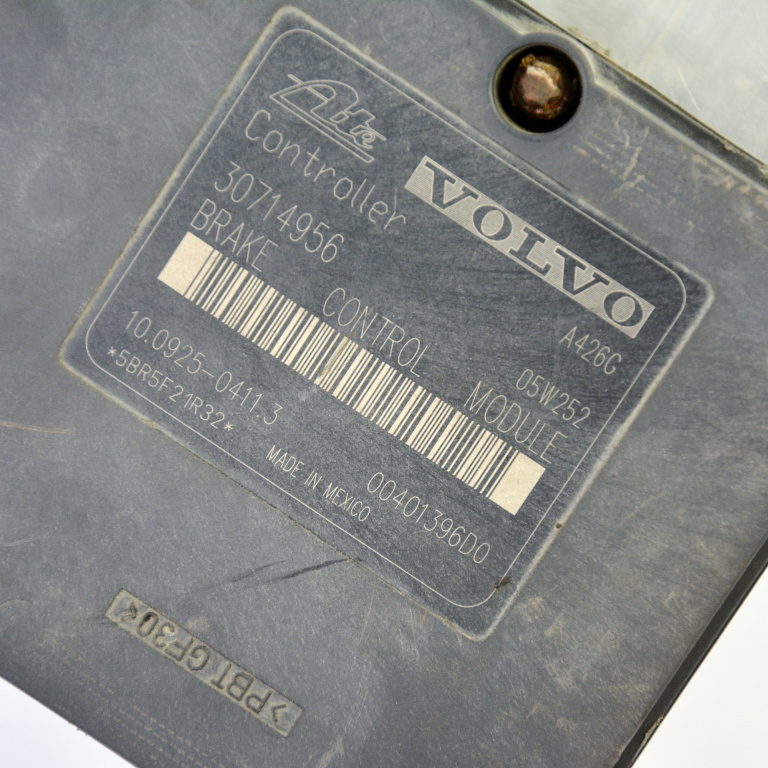 Ate
Controller
VOLVO
30714956
A426C
BRAKE CONTROL MODULE
05W252
10.0925-0411.3
*5BR5F21R32*
MADE IN MEXICO
00401396D0
>PBT GF30<